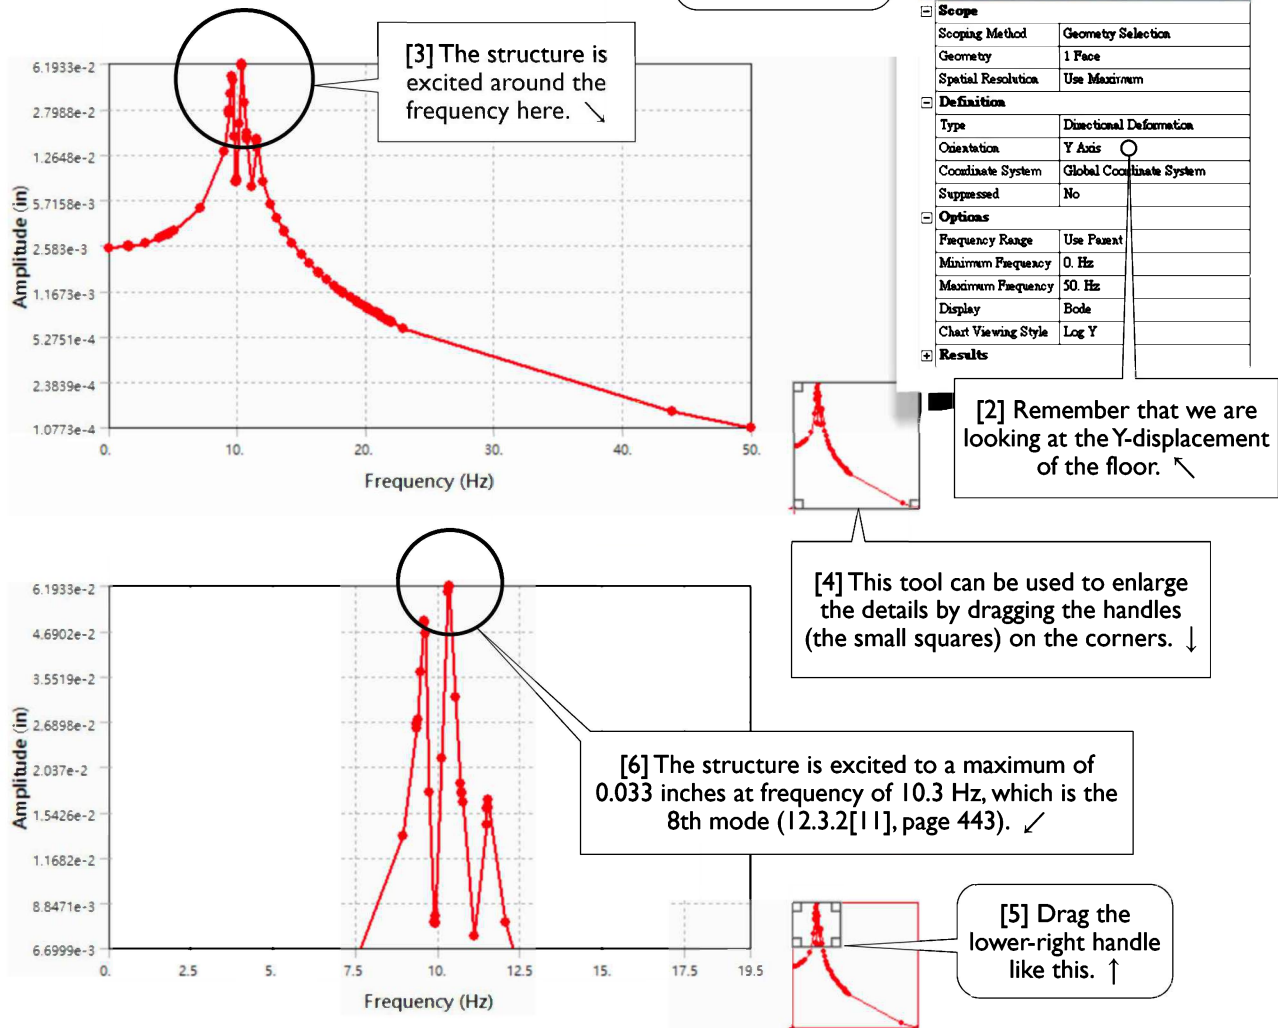 [3] The structure is
excited around the
frequency here. ↘
6.1933e-2
2.7988e-2
1.2648e-2
5.7158e-3
2.583e-3
1.1673e-3
5.2751e-4
2.3839e-4
1.0773e-4
Amplitude (in)
0. 10. 20. 30. 40. 50.
Frequency (Hz)
Scope
Scoping Method Geometry Selection
Geometry 1 Face
Spatial Resolution Use Maximum
Definition
Type Directional Deformation
Orientation Y Axis
Coordinate System Global Coordinate System
Suppressed No
Options
Frequency Range Use Parent
Minimum Frequency 0. Hz
Maximum Frequency 50. Hz
Display Bode
Chart Viewing Style Log Y
Results
[2] Remember that we are
looking at the Y-displacement
of the floor. ↖
[4] This tool can be used to enlarge
the details by dragging the handles
(the small squares) on the corners. ↓
6.1933e-2
4.6902e-2
3.5519e-2
2.6898e-2
2.037e-2
1.5426e-2
1.1682e-2
8.8471e-3
6.6999e-3
Amplitude (in)
0. 2.5 5. 7.5 10. 12.5 15. 17.5 19.5
Frequency (Hz)
[6] The structure is excited to a maximum of
0.033 inches at frequency of 10.3 Hz, which is the
8th mode (12.3.2[11], page 443). ↙
[5] Drag the
lower-right handle
like this. ↑